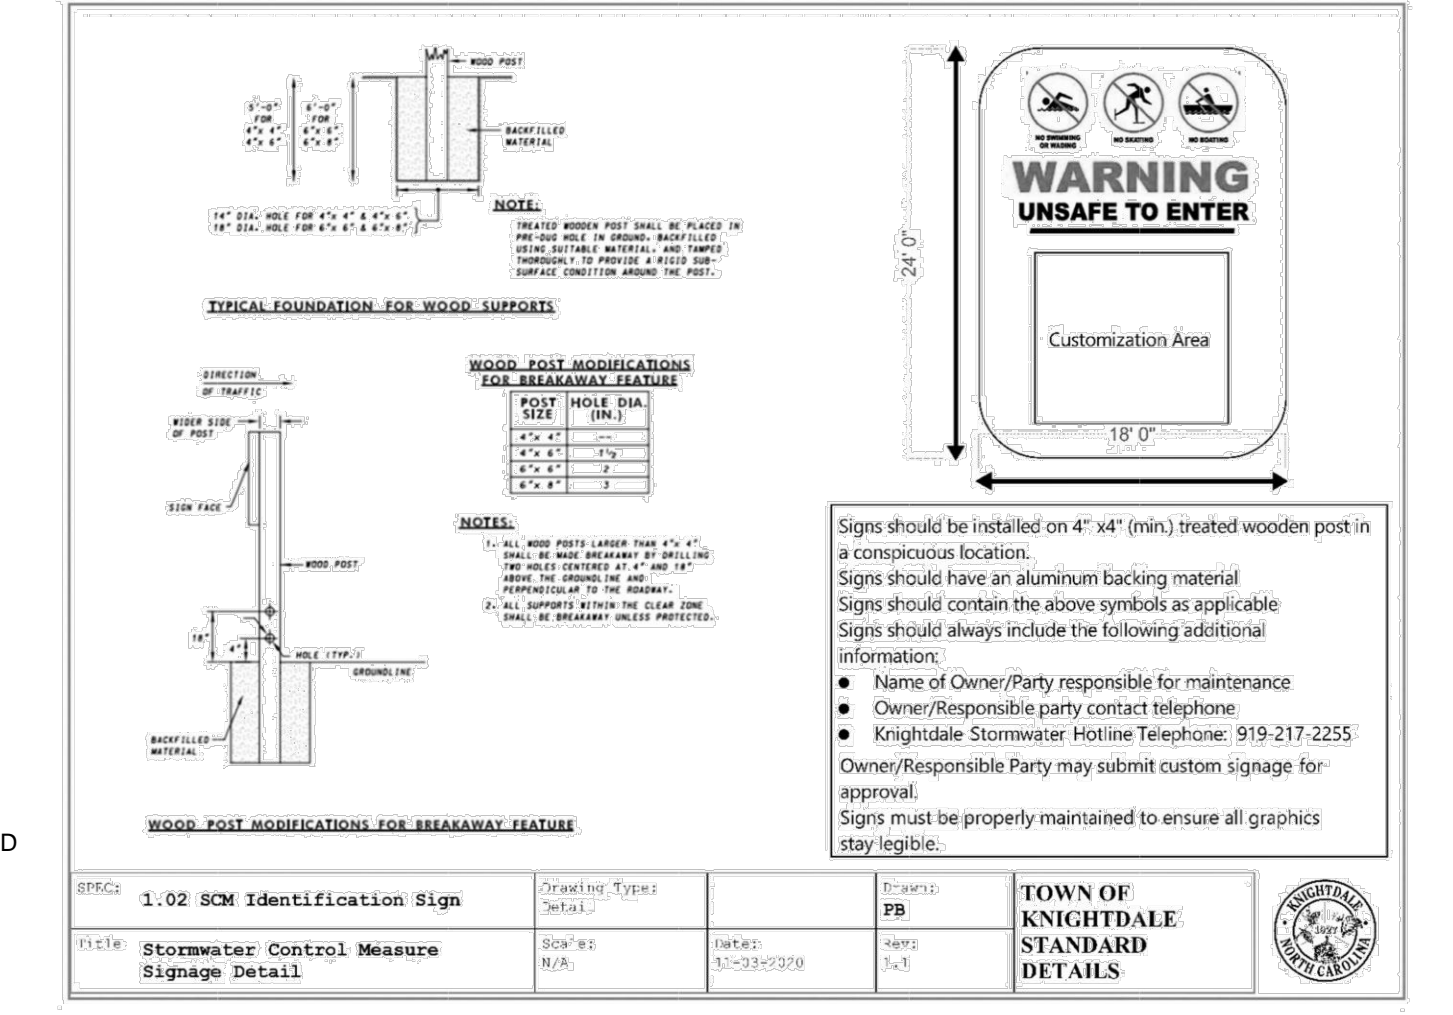 WOOD POST
5'-0"
FOR
4"x 4"
4"x 6"
6'-0"
FOR
6"x 6"
6"x 8"
BACKFILLED
MATERIAL
14" DIA. HOLE FOR 4"x 4" & 4"x 6"
18" DIA. HOLE FOR 6"x 6" & 6"x 8"
NOTE:
TREATED WOODEN POST SHALL BE PLACED IN
PRE-DUG HOLE IN GROUND. BACKFILLED
USING SUITABLE MATERIAL. AND TAMPED
THOROUGHLY TO PROVIDE A RIGID SUB-
SURFACE CONDITION AROUND THE POST.
TYPICAL FOUNDATION FOR WOOD SUPPORTS
DIRECTION
OF TRAFFIC
WIDER SIDE
OF POST
SIGN FACE
WOOD POST
18"
4"
HOLE (TYP.)
GROUNDLINE
BACKFILLED
MATERIAL
WOOD POST MODIFICATIONS FOR BREAKAWAY FEATURE
WOOD POST MODIFICATIONS
FOR BREAKAWAY FEATURE
POST SIZE HOLE DIA. (IN.)
4"x 4" --
4"x 6" 1½
6"x 6" 2
6"x 8" 3
NOTES:
1. ALL WOOD POSTS LARGER THAN 4"x 4"
SHALL BE MADE BREAKAWAY BY DRILLING
TWO HOLES CENTERED AT 4" AND 18"
ABOVE THE GROUNDLINE AND
PERPENDICULAR TO THE ROADWAY.
2. ALL SUPPORTS WITHIN THE CLEAR ZONE
SHALL BE BREAKAWAY UNLESS PROTECTED.
24' 0"
NO SWIMMING
OR WADING
NO SKATING
NO BOATING
WARNING
UNSAFE TO ENTER
Customization Area
18' 0"
Signs should be installed on 4" x4" (min.) treated wooden post in
a conspicuous location.
Signs should have an aluminum backing material
Signs should contain the above symbols as applicable
Signs should always include the following additional
information:
● Name of Owner/Party responsible for maintenance
● Owner/Responsible party contact telephone
● Knightdale Stormwater Hotline Telephone: 919-217-2255
Owner/Responsible Party may submit custom signage for
approval.
Signs must be properly maintained to ensure all graphics
stay legible.
D
SPEC: 1.02 SCM Identification Sign
Drawing Type:
Detail
Drawn:
PB
Title: Stormwater Control Measure
Signage Detail
Scale:
N/A
Date:
11-03-2020
Rev:
1.1
TOWN OF
KNIGHTDALE
STANDARD
DETAILS
KNIGHTDALE
1927
NORTH CAROLINA